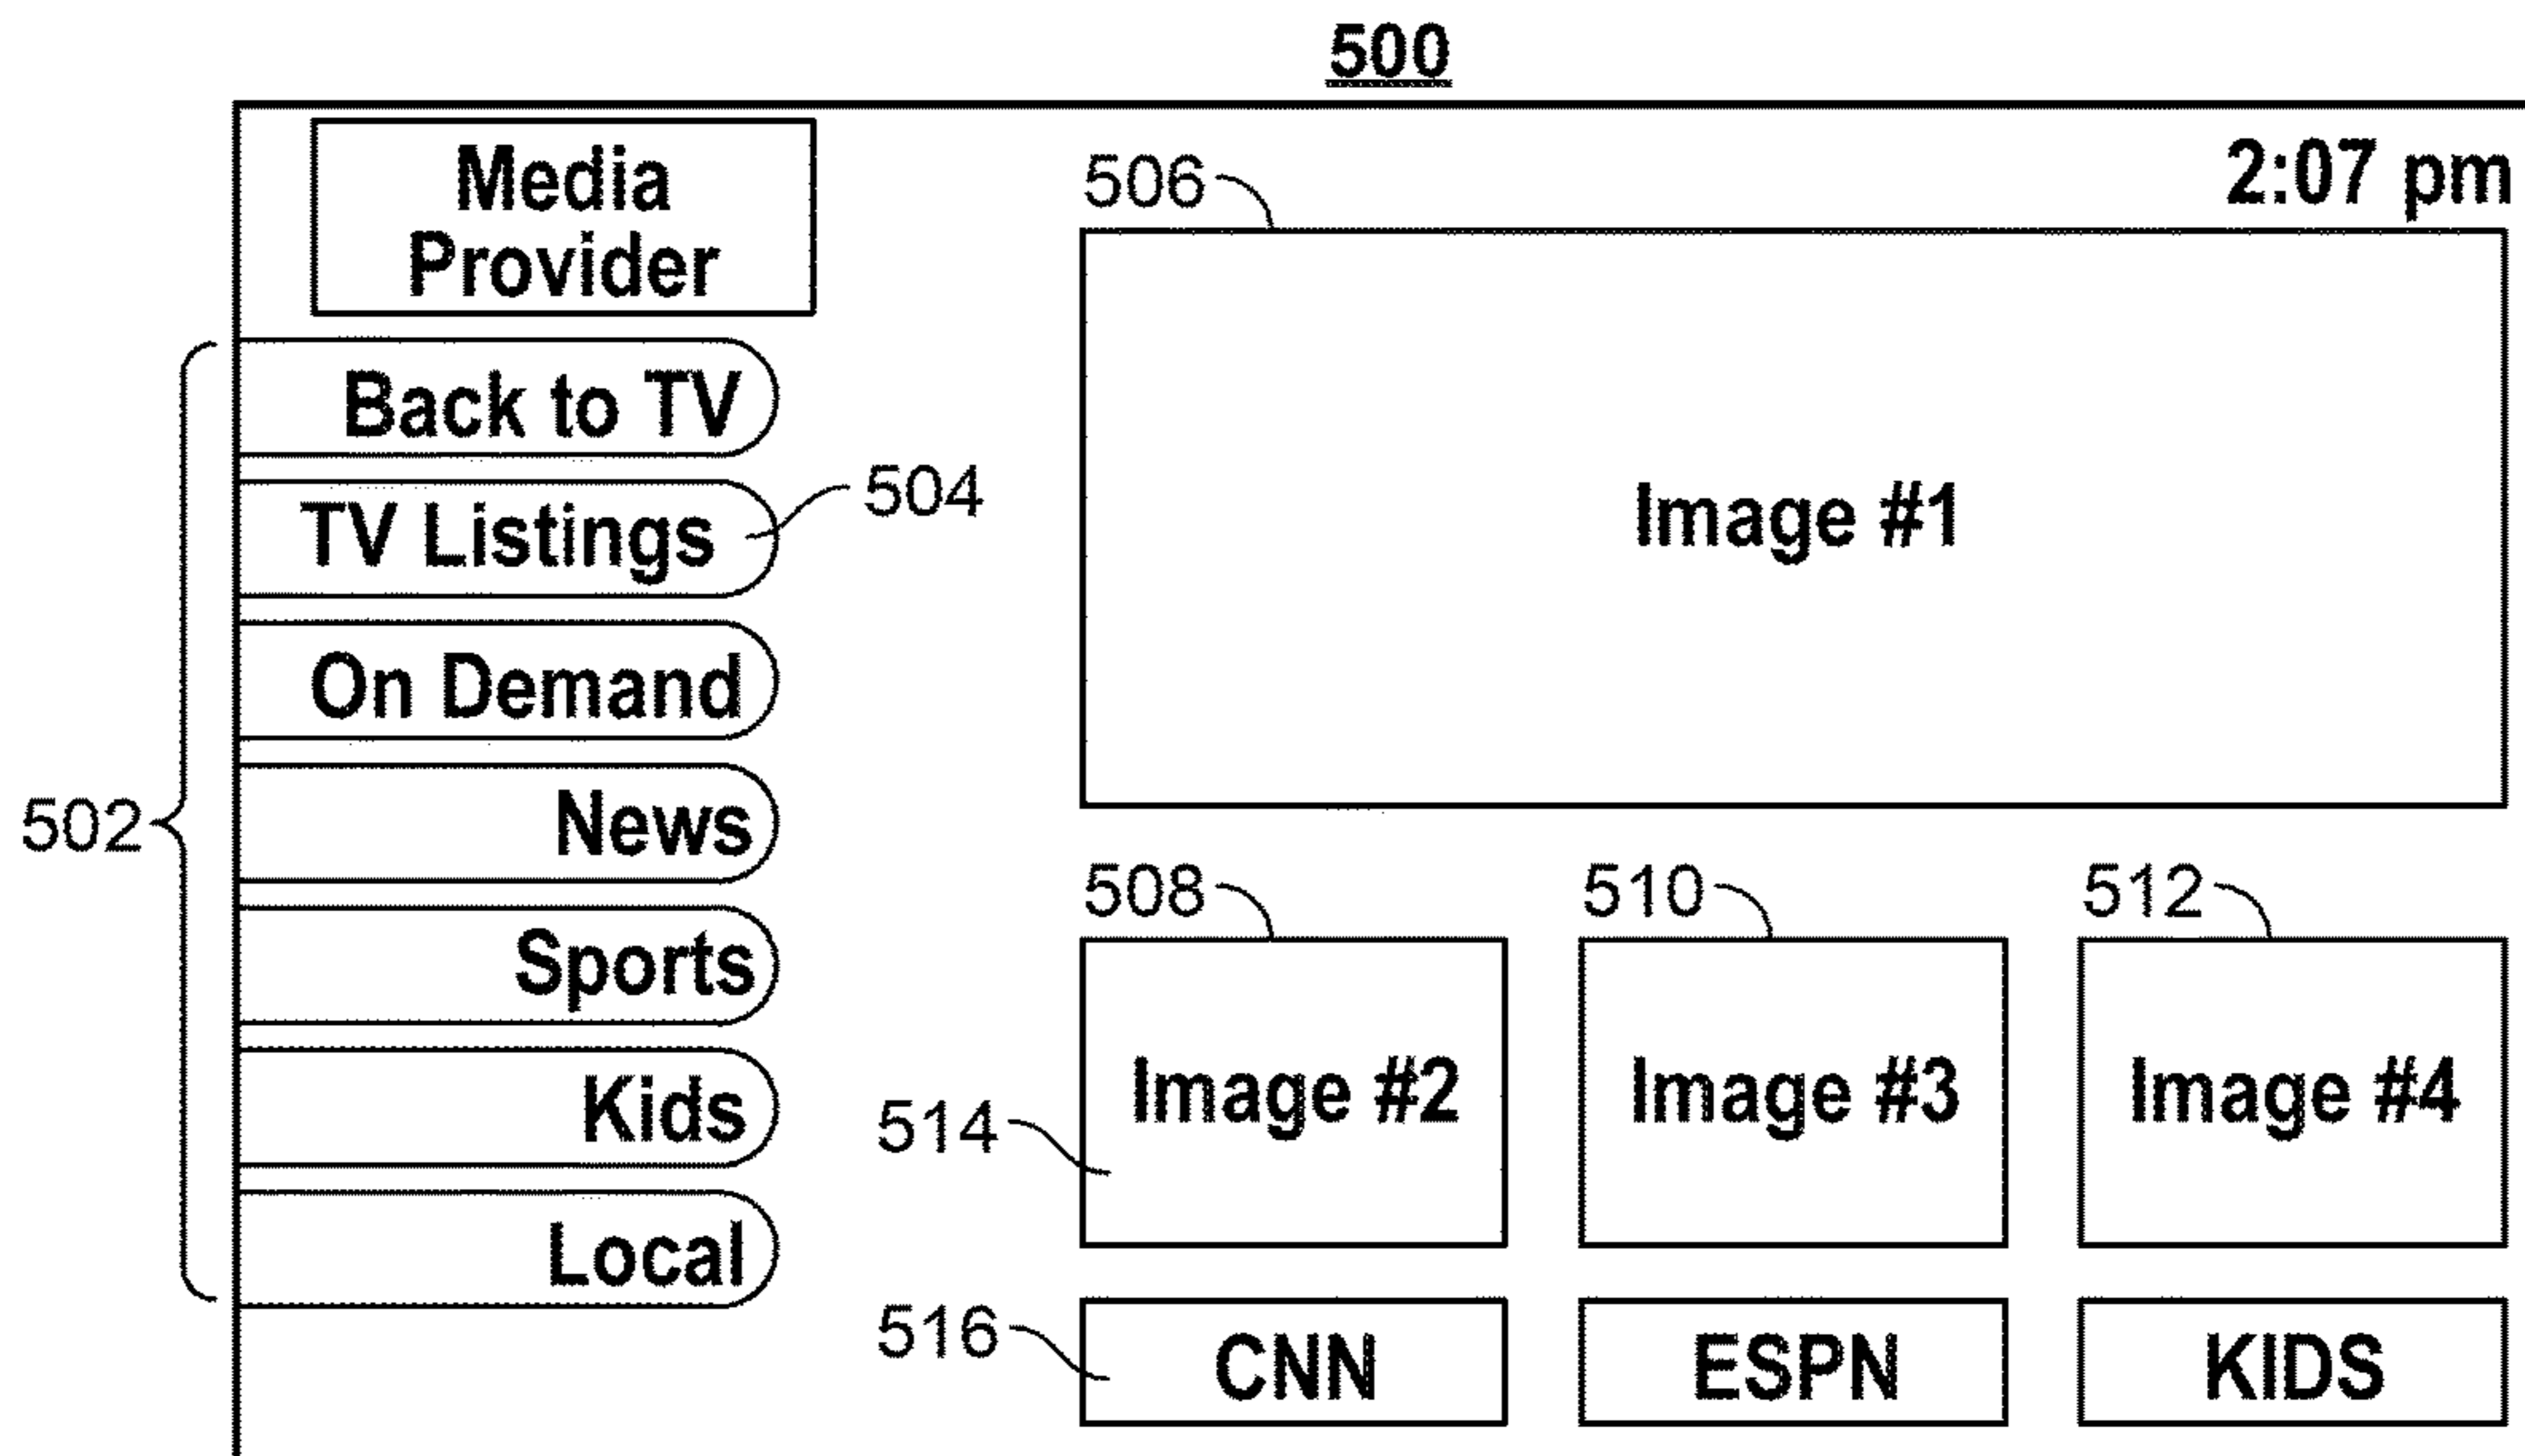 500
Media
Provider
2:07 pm
506
Back to TV
TV Listings
504
Image #1
On Demand
502
News
508
510
512
Sports
Kids
514
Image #2
Image #3
Image #4
Local
516
CNN
ESPN
KIDS